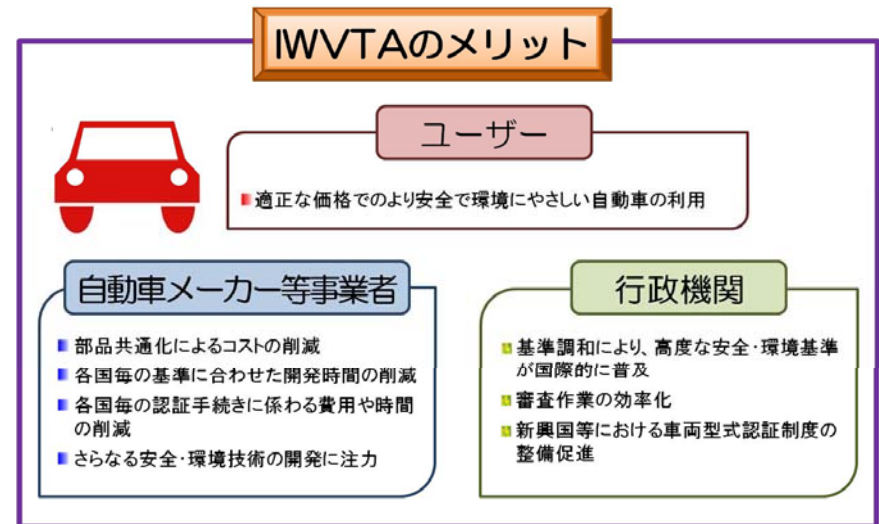 IWVTAのメリット
ユーザー
適正な価格でのより安全で環境にやさしい自動車の利用
自動車メーカー等事業者
部品共通化によるコストの削減
各国毎の基準に合わせた開発時間の削減
各国毎の認証手続きに係わる費用や時間
の削減
さらなる安全・環境技術の開発に注力
行政機関
基準調和により、高度な安全・環境基準
が国際的に普及
審査作業の効率化
新興国等における車両型式認証制度の
整備促進